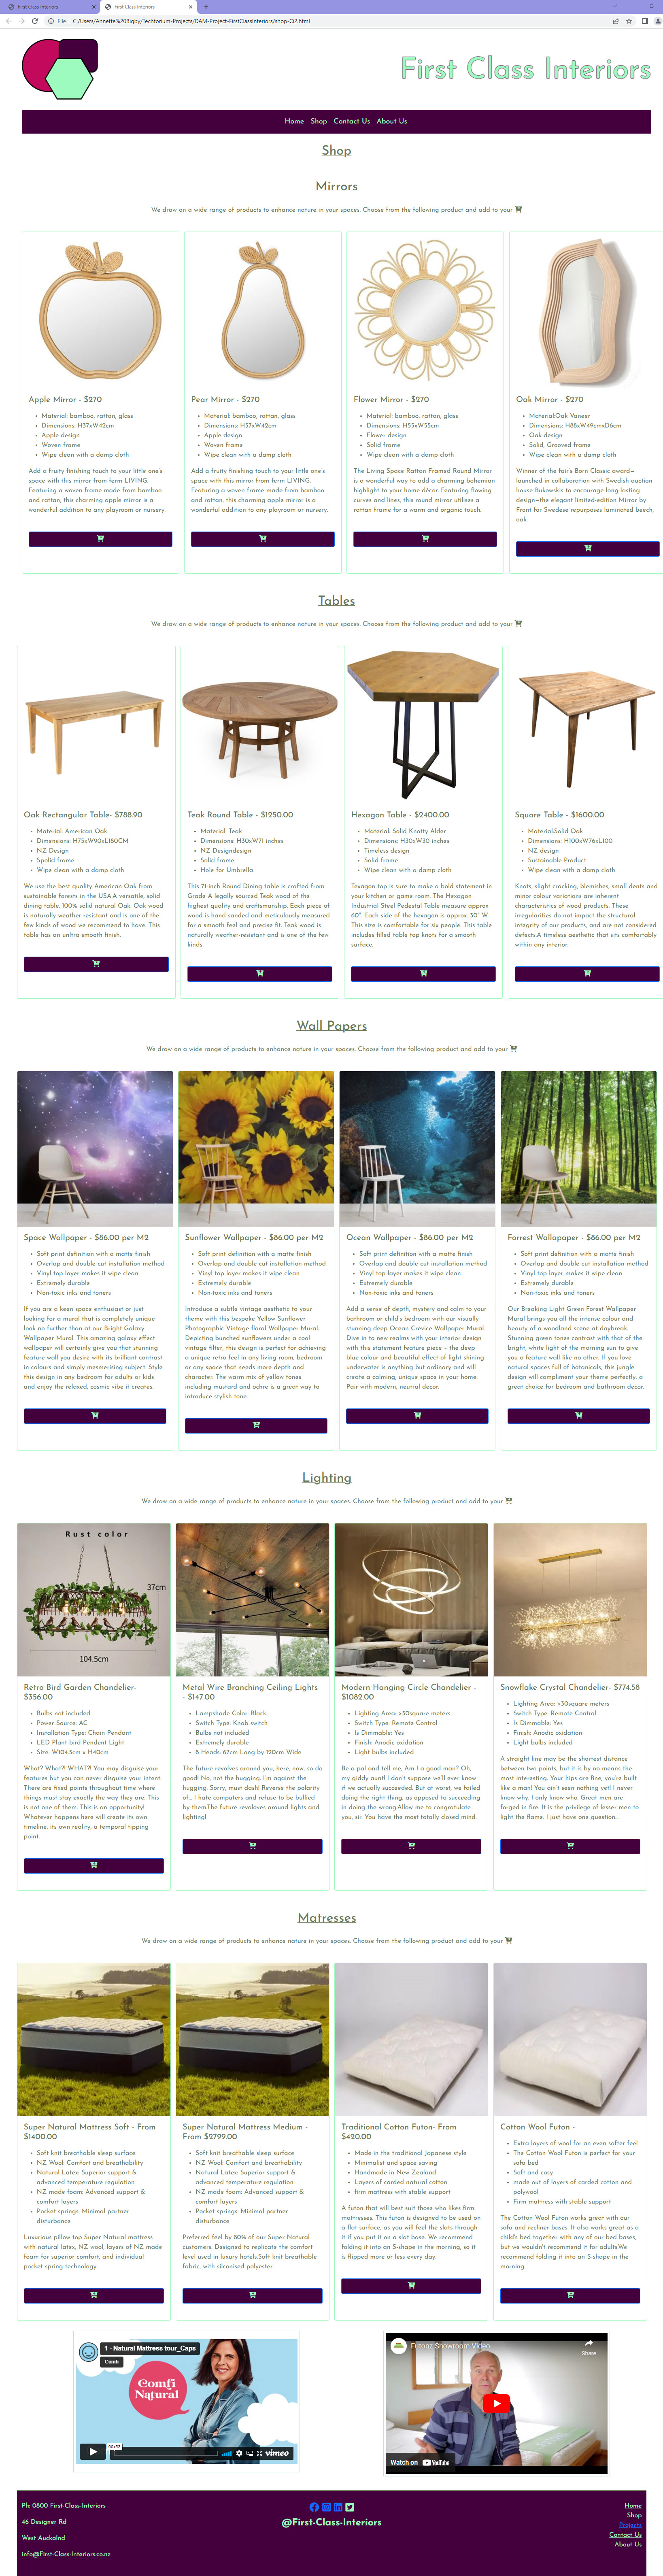 First Class Interiors
First Class Interiors
File
C:/Users/Annette%20Bigby/Techtorium-Projects/DAM-Project-FirstClassInteriors/shop-Ci2.html
First Class Interiors
Home Shop Contact Us About Us
Shop
Mirrors
We draw on a wide range of products to enhance nature in your spaces. Choose from the following product and add to your
Apple Mirror - $270
Material: bamboo, rattan, glass
Dimensions: H37xW42cm
Apple design
Woven frame
Wipe clean with a damp cloth
Add a fruity finishing touch to your little one's
space with this mirror from ferm LIVING.
Featuring a woven frame made from bamboo
and rattan, this charming apple mirror is a
wonderful addition to any playroom or nursery.
Pear Mirror - $270
Material: bamboo, rattan, glass
Dimensions: H37xW42cm
Apple design
Woven frame
Wipe clean with a damp cloth
Add a fruity finishing touch to your little one's
space with this mirror from ferm LIVING.
Featuring a woven frame made from bamboo
and rattan, this charming apple mirror is a
wonderful addition to any playroom or nursery.
Flower Mirror - $270
Material: bamboo, rattan, glass
Dimensions: H55xW55cm
Flower design
Solid frame
Wipe clean with a damp cloth
The Living Space Rattan Framed Round Mirror
is a wonderful way to add a charming bohemian
highlight to your home décor. Featuring flowing
curves and lines, this round mirror utilises a
rattan frame for a warm and organic touch.
Oak Mirror - $270
Material:Oak Vaneer
Dimensions: H88xW49cmxD6cm
Oak design
Solid, Grooved frame
Wipe clean with a damp cloth
Winner of the fair's Born Classic award—
launched in collaboration with Swedish auction
house Bukowskis to encourage long-lasting
design—the elegant limited-edition Mirror by
Front for Swedese repurposes laminated beech,
oak.
Tables
We draw on a wide range of products to enhance nature in your spaces. Choose from the following product and add to your
Oak Rectangular Table- $788.90
Material: American Oak
Dimensions: H75xW90xL180CM
NZ Design
Spolid frame
Wipe clean with a damp cloth
We use the best quality American Oak from
sustainable forests in the USA.A versatile, solid
dining table. 100% solid natural Oak. Oak wood
is naturally weather-resistant and is one of the
few kinds of wood we recommend to have. This
table has an unltra smooth finish.
Teak Round Table - $1250.00
Material: Teak
Dimensions: H30xW71 inches
NZ Designdesign
Solid frame
Hole for Umbrella
This 71-inch Round Dining table is crafted from
Grade A legally sourced Teak wood of the
highest quality and craftsmanship. Each piece of
wood is hand sanded and meticulously measured
for a smooth feel and precise fit. Teak wood is
naturally weather-resistant and is one of the few
kinds.
Hexagon Table - $2400.00
Material: Solid Knotty Alder
Dimensions: H30xW30 inches
Timeless design
Solid frame
Wipe clean with a damp cloth
Texagon top is sure to make a bold statement in
your kitchen or game room. The Hexagon
Industrial Steel Pedestal Table measure approx
60". Each side of the hexagon is approx. 30" W.
This size is comfortable for six people. This table
includes filled table top knots for a smooth
surface,
Square Table - $1600.00
Material:Solid Oak
Dimensions: H100xW76xL100
NZ design
Sustainable Product
Wipe clean with a damp cloth
Knots, slight cracking, blemishes, small dents and
minor colour variations are inherent
characteristics of wood products. These
irregularities do not impact the structural
integrity of our products, and are not considered
defects.A timeless aesthetic that sits comfortably
within any interior.
Wall Papers
We draw on a wide range of products to enhance nature in your spaces. Choose from the following product and add to your
Space Wallpaper - $86.00 per M2
Soft print definition with a matte finish
Overlap and double cut installation method
Vinyl top layer makes it wipe clean
Extremely durable
Non-toxic inks and toners
If you are a keen space enthusiast or just
looking for a mural that is completely unique
look no further than at our Bright Galaxy
Wallpaper Mural. This amazing galaxy effect
wallpaper will certainly give you that stunning
feature wall you desire with its brilliant contrast
in colours and simply mesmerising subject. Style
this design in any bedroom for adults or kids
and enjoy the relaxed, cosmic vibe it creates.
Sunflower Wallpaper - $86.00 per M2
Soft print definition with a matte finish
Overlap and double cut installation method
Vinyl top layer makes it wipe clean
Extremely durable
Non-toxic inks and toners
Introduce a subtle vintage aesthetic to your
theme with this bespoke Yellow Sunflower
Photographic Vintage floral Wallpaper Mural.
Depicting bunched sunflowers under a cool
vintage filter, this design is perfect for achieving
a unique retro feel in any living room, bedroom
or any space that needs more depth and
character. The warm mix of yellow tones
including mustard and ochre is a great way to
introduce stylish tone.
Ocean Wallpaper - $86.00 per M2
Soft print definition with a matte finish
Overlap and double cut installation method
Vinyl top layer makes it wipe clean
Extremely durable
Non-toxic inks and toners
Add a sense of depth, mystery and calm to your
bathroom or child's bedroom with our visually
stunning deep Ocean Crevice Wallpaper Mural.
Dive in to new realms with your interior design
with this statement feature piece – the deep
blue colour and beautiful effect of light shining
underwater is anything but ordinary and will
create a calming, unique space in your home.
Pair with modern, neutral decor.
Forrest Wallapaper - $86.00 per M2
Soft print definition with a matte finish
Overlap and double cut installation method
Vinyl top layer makes it wipe clean
Extremely durable
Non-toxic inks and toners
Our Breaking Light Green Forest Wallpaper
Mural brings you all the intense colour and
beauty of a woodland scene at daybreak.
Stunning green tones contrast with that of the
bright, white light of the morning sun to give
you a feature wall like no other. If you love
natural spaces full of botanicals, this jungle
design will compliment your theme perfectly, a
great choice for bedroom and bathroom decor.
Lighting
We draw on a wide range of products to enhance nature in your spaces. Choose from the following product and add to your
Rust color
37cm
104.5cm
Retro Bird Garden Chandelier-
$356.00
Bulbs not included
Power Source: AC
Installation Type: Chain Pendant
LED Plant bird Pendent Light
Size: W104.5cm x H40cm
What? What?! WHAT?! You may disguise your
features but you can never disguise your intent.
There are fixed points throughout time where
things must stay exactly the way they are. This
is not one of them. This is an opportunity!
Whatever happens here will create its own
timeline, its own reality, a temporal tipping
point.
Metal Wire Branching Ceiling Lights
- $147.00
Lampshade Color: Black
Switch Type: Knob switch
Bulbs not included
Extremely durable
8 Heads: 67cm Long by 120cm Wide
The future revolves around you, here, now, so do
good! No, not the hugging. I'm against the
hugging. Sorry, must dash! Reverse the polarity
of... I hate computers and refuse to be bullied
by them.The future revoloves around lights and
lighting!
Modern Hanging Circle Chandelier -
$1082.00
Lighting Area: >30square meters
Switch Type: Remote Control
Is Dimmable: Yes
Finish: Anodic oxidation
Light bulbs included
Be a pal and tell me, Am I a good man? Oh,
my giddy aunt! I don't suppose we'll ever know
if we actually succeeded. But at worst, we failed
doing the right thing, as opposed to succeeding
in doing the wrong.Allow me to congratulate
you, sir. You have the most totally closed mind.
Snowflake Crystal Chandelier- $774.58
Lighting Area: >30square meters
Switch Type: Remote Control
Is Dimmable: Yes
Finish: Anodic oxidation
Light bulbs included
A straight line may be the shortest distance
between two points, but it is by no means the
most interesting. Your hips are fine, you're built
like a man! You ain't seen nothing yet! I never
know why. I only know who. Great men are
forged in fire. It is the privilege of lesser men to
light the flame. I just have one question...
Matresses
We draw on a wide range of products to enhance nature in your spaces. Choose from the following product and add to your
Super Natural Mattress Soft - From
$1400.00
Soft knit breathable sleep surface
NZ Wool: Comfort and breathability
Natural Latex: Superior support &
advanced temperature regulation
NZ made foam: Advanced support &
comfort layers
Pocket springs: Minimal partner
disturbance
Luxurious pillow top Super Natural mattress
with natural latex, NZ wool, layers of NZ made
foam for superior comfort, and individual
pocket spring technology.
Super Natural Mattress Medium -
From $2799.00
Soft knit breathable sleep surface
NZ Wool: Comfort and breathability
Natural Latex: Superior support &
advanced temperature regulation
NZ made foam: Advanced support &
comfort layers
Pocket springs: Minimal partner
disturbance
Preferred feel by 80% of our Super Natural
customers. Designed to replicate the comfort
level used in luxury hotels.Soft knit breathable
fabric, with silconised polyester.
Traditional Cotton Futon- From
$420.00
Made in the traditional Japanese style
Minimalist and space saving
Handmade in New Zealand
Layers of carded natural cotton
firm mattress with stable support
A futon that will best suit those who likes firm
mattresses. This futon is designed to be used on
a flat surface, as you will feel the slats through
it if you put it on a slat base. We recommend
folding it into an S-shape in the morning, so it
is Ripped more or less every day.
Cotton Wool Futon -
Extra layers of wool for an even softer feel
The Cotton Wool Futon is perfect for your
sofa bed
Soft and cosy
made out of layers of carded cotton and
polywool
Firm mattress with stable support
The Cotton Wool Futon works great with our
sofa and recliner bases. It also works great as a
child's bed together with any of our bed bases,
but we wouldn't recommend it for adults.We
recommend folding it into an S-shape in the
morning.
1 - Natural Mattress tour_Caps
Comfi
Comfi
Natural
00:53
vimeo
Futonz Showroom Video
Share
Watch on YouTube
Ph: 0800 First-Class-Interiors
46 Designer Rd
West Auckalnd
info@First-Class-Interiors.co.nz
@First-Class-Interiors
Home
Shop
Projects
Contact Us
About Us